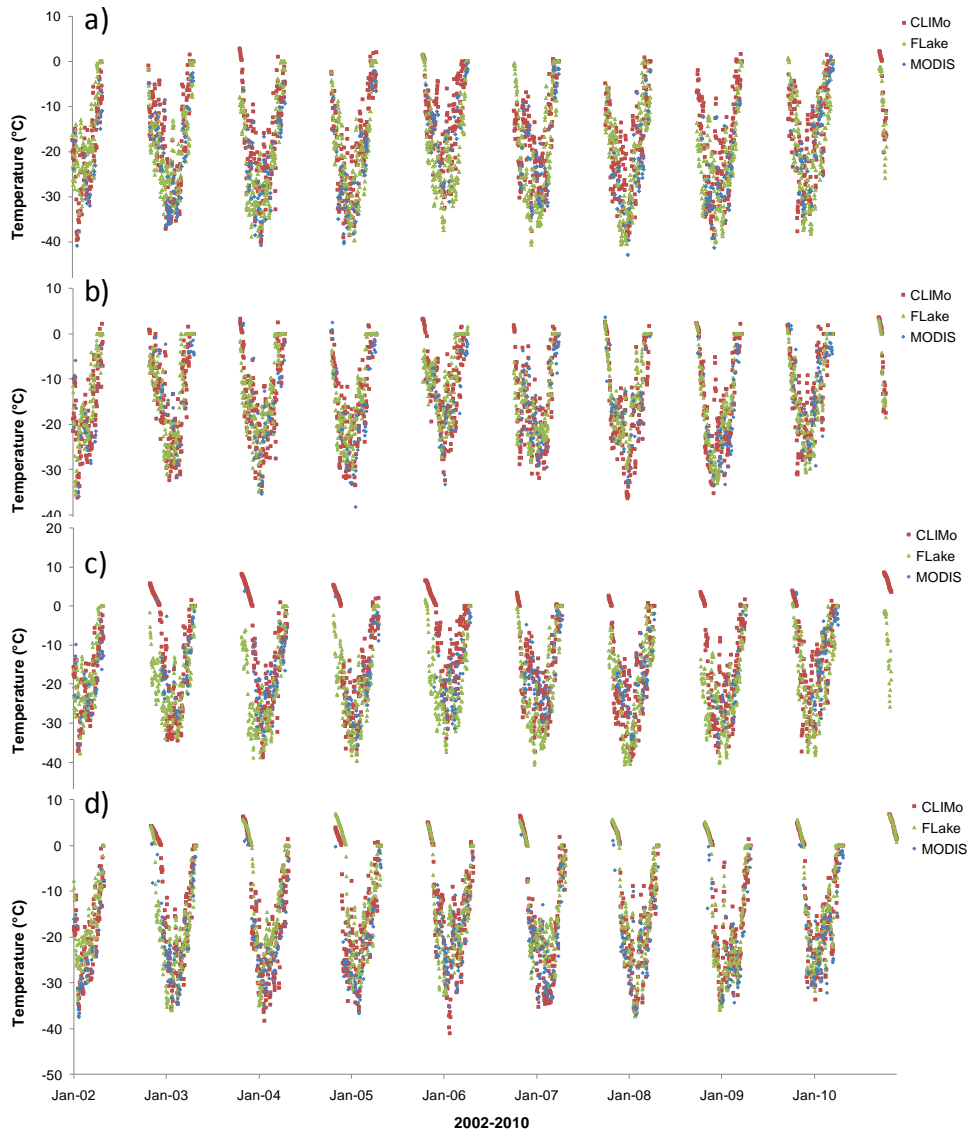 a)
CLIMo
FLake
MODIS
10
0
-10
-20
-30
-40
Temperature (°C)
b)
CLIMo
FLake
MODIS
10
0
-10
-20
-30
-40
Temperature (°C)
c)
CLIMo
FLake
MODIS
20
10
0
-10
-20
-30
-40
Temperature (°C)
d)
CLIMo
FLake
MODIS
10
0
-10
-20
-30
-40
-50
Temperature (°C)
Jan-02 Jan-03 Jan-04 Jan-05 Jan-06 Jan-07 Jan-08 Jan-09 Jan-10
2002-2010